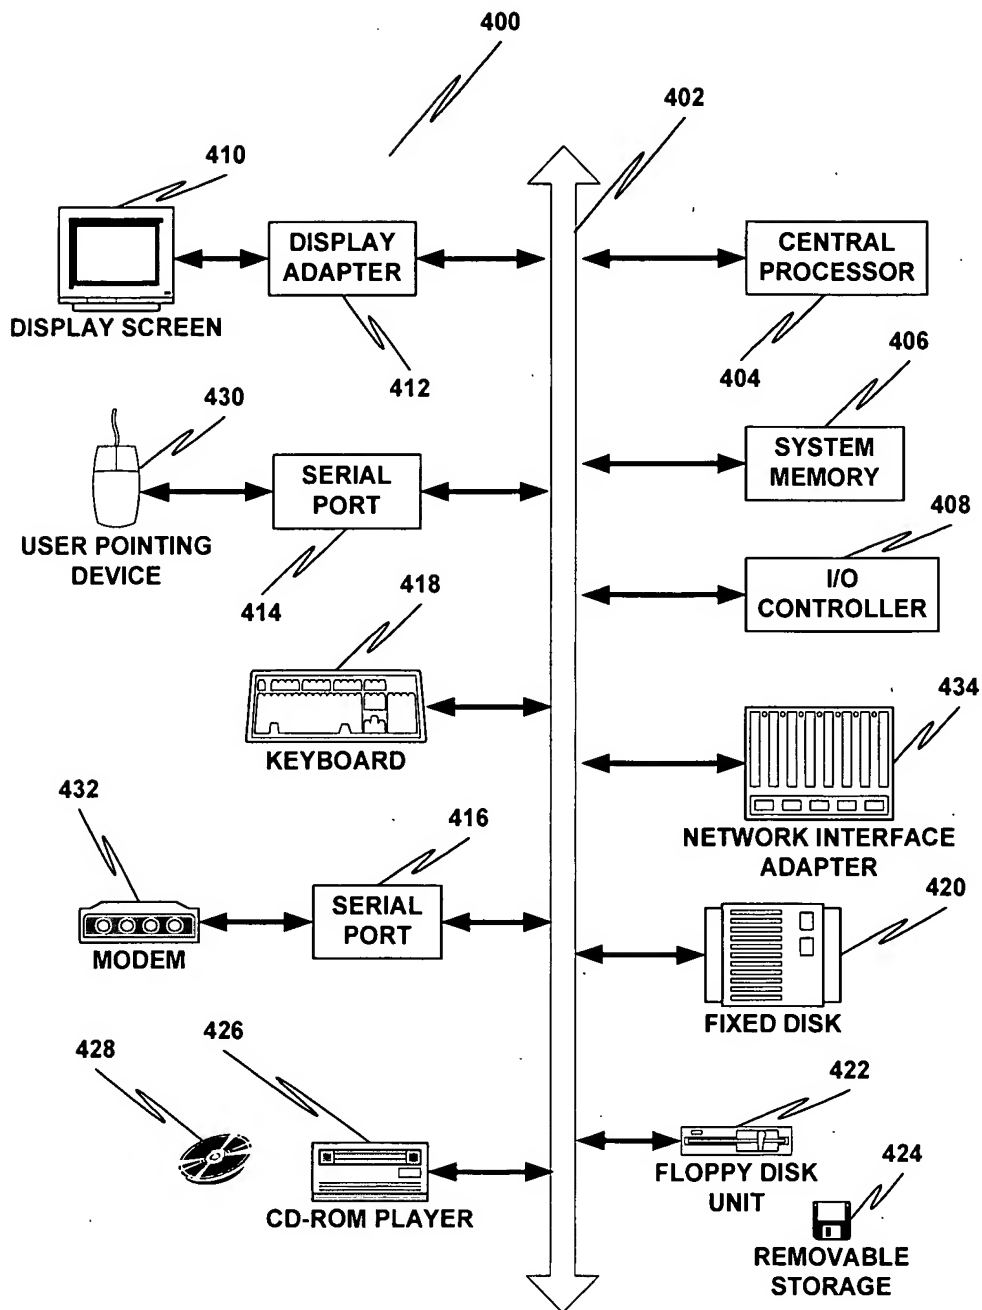 400
402
410
DISPLAY
ADAPTER
CENTRAL
PROCESSOR
DISPLAY SCREEN
412
404
406
430
SYSTEM
MEMORY
SERIAL
PORT
USER POINTING
DEVICE
414
408
I/O
CONTROLLER
418
KEYBOARD
434
NETWORK INTERFACE
ADAPTER
432
416
SERIAL
PORT
MODEM
420
FIXED DISK
428
426
CD-ROM PLAYER
422
FLOPPY DISK
UNIT
424
REMOVABLE
STORAGE